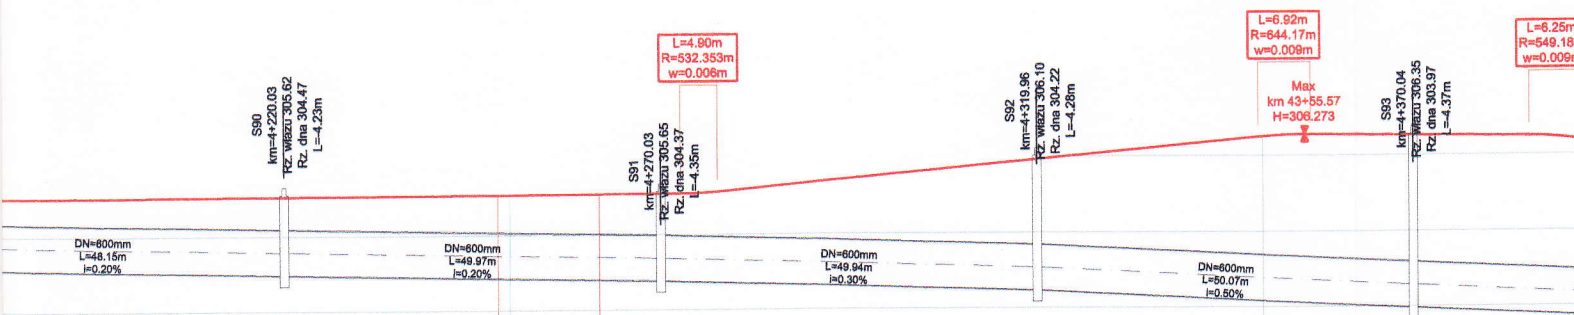 L=4.90m
R=532.353m
w=0.006m
L=6.92m
R=644.17m
w=0.009m
L=6.25m
R=549.18
w=0.009m
Max
km 43+55.57
H=306.273
S90
km=4+220.03
Rz. włazu 305.62
Rz. dna 304.47
L=-4.23m
S91
km=4+270.03
Rz. włazu 305.65
Rz. dna 304.37
L=-4.35m
S92
km=4+319.96
Rz. włazu 306.10
Rz. dna 304.22
L=-4.28m
S93
km=4+370.04
Rz. włazu 306.35
Rz. dna 303.97
L=-4.37m
DN=600mm
L=48.15m
i=0.20%
DN=600mm
L=49.97m
i=0.20%
DN=600mm
L=49.94m
i=0.30%
DN=600mm
L=50.07m
i=0.50%